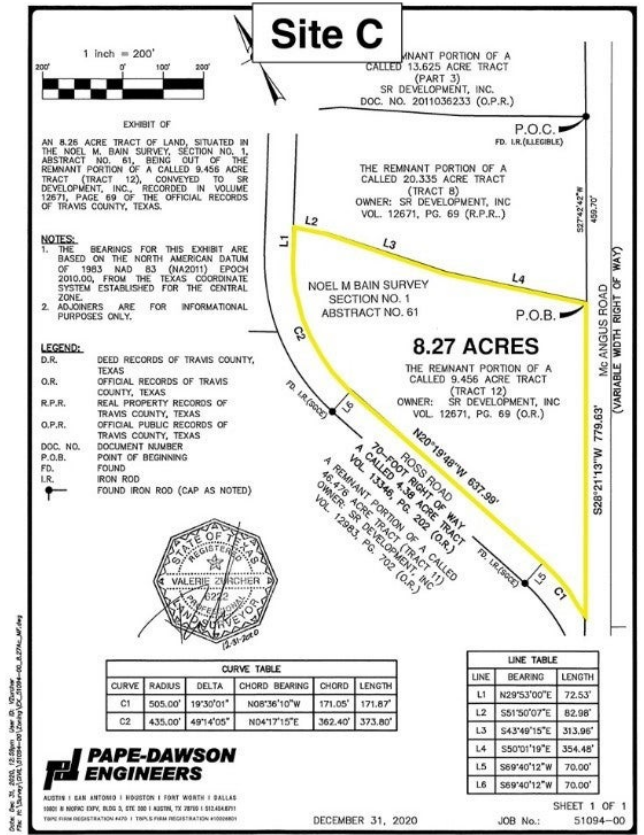 Site C
1 inch = 200'
200' 0' 100' 200'
REMNANT PORTION OF A
CALLED 13.625 ACRE TRACT
(PART 3)
SR DEVELOPMENT, INC.
DOC. NO. 2011036233 (O.P.R.)
P.O.C.
FD. I.R.(ILLEGIBLE)
EXHIBIT OF
AN 8.26 ACRE TRACT OF LAND, SITUATED IN
THE NOEL M. BAIN SURVEY, SECTION NO. 1,
ABSTRACT NO. 61, BEING OUT OF THE
REMNANT PORTION OF A CALLED 9.456 ACRE
TRACT (TRACT 12), CONVEYED TO SR
DEVELOPMENT, INC., RECORDED IN VOLUME
12671, PAGE 69 OF THE OFFICIAL RECORDS
OF TRAVIS COUNTY, TEXAS.
THE REMNANT PORTION OF A
CALLED 20.335 ACRE TRACT
(TRACT 8)
OWNER: SR DEVELOPMENT, INC
VOL. 12671, PG. 69 (R.P.R..)
S27°42'42"W
459.70'
NOTES:
1. THE BEARINGS FOR THIS EXHIBIT ARE
BASED ON THE NORTH AMERICAN DATUM
OF 1983 NAD 83 (NA2011) EPOCH
2010.00, FROM THE TEXAS COORDINATE
SYSTEM ESTABLISHED FOR THE CENTRAL
ZONE.
2. ADJOINERS ARE FOR INFORMATIONAL
PURPOSES ONLY.
L1
L2
L3
L4
NOEL M BAIN SURVEY
SECTION NO. 1
ABSTRACT NO. 61
P.O.B.
C2
8.27 ACRES
THE REMNANT PORTION OF A
CALLED 9.456 ACRE TRACT
(TRACT 12)
OWNER: SR DEVELOPMENT, INC
VOL. 12671, PG. 69 (O.R.)
Mc ANGUS ROAD
(VARIABLE WIDTH RIGHT OF WAY)
S28°21'13"W 779.63'
LEGEND:
D.R. DEED RECORDS OF TRAVIS COUNTY,
TEXAS
O.R. OFFICIAL RECORDS OF TRAVIS
COUNTY, TEXAS
R.P.R. REAL PROPERTY RECORDS OF
TRAVIS COUNTY, TEXAS
O.P.R. OFFICIAL PUBLIC RECORDS OF
TRAVIS COUNTY, TEXAS
DOC. NO. DOCUMENT NUMBER
P.O.B. POINT OF BEGINNING
FD. FOUND
I.R. IRON ROD
FOUND IRON ROD (CAP AS NOTED)
L6
N20°19'48"W 637.99'
ROSS ROAD
70-FOOT RIGHT OF WAY
A CALLED 4.38 ACRE TRACT
VOL. 13346, PG. 202 (O.R.)
A REMNANT PORTION OF A CALLED
46.476 ACRE TRACT (TRACT 11)
OWNER: SR DEVELOPMENT, INC
VOL. 12983, PG. 702 (O.R.)
L5
C1
STATE OF TEXAS
REGISTERED
VALERIE ZURCHER
6222
PROFESSIONAL
LAND SURVEYOR
12-31-2020
CURVE TABLE
CURVE RADIUS DELTA CHORD BEARING CHORD LENGTH
C1 505.00' 19°30'01" N08°36'10"W 171.05' 171.87'
C2 435.00' 49°14'05" N04°17'15"E 362.40' 373.80'
LINE TABLE
LINE BEARING LENGTH
L1 N29°53'00"E 72.53'
L2 S51°50'07"E 82.98'
L3 S43°49'15"E 313.96'
L4 S50°01'19"E 354.48'
L5 S69°40'12"W 70.00'
L6 S69°40'12"W 70.00'
PAPE-DAWSON
ENGINEERS
AUSTIN I SAN ANTONIO I HOUSTON I FORT WORTH I DALLAS
DECEMBER 31, 2020
SHEET 1 OF 1
JOB No.: 51094-00